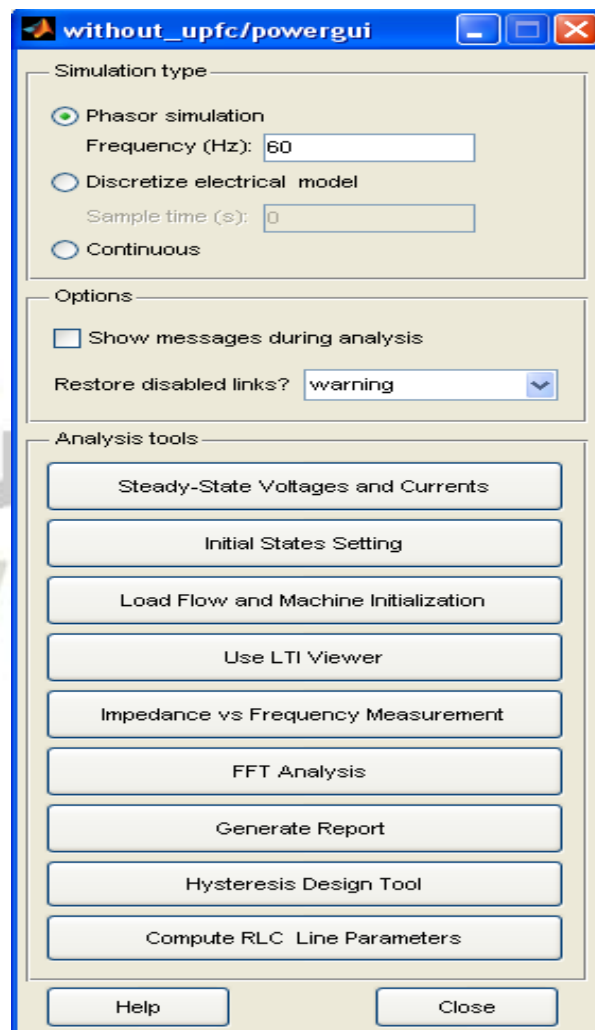 without_upfc/powergui
Simulation type
Phasor simulation
Frequency (Hz): 60
Discretize electrical model
Sample time (s): 0
Continuous
Options
Show messages during analysis
Restore disabled links? warning
Analysis tools
Steady-State Voltages and Currents
Initial States Setting
Load Flow and Machine Initialization
Use LTI Viewer
Impedance vs Frequency Measurement
FFT Analysis
Generate Report
Hysteresis Design Tool
Compute RLC Line Parameters
Help Close